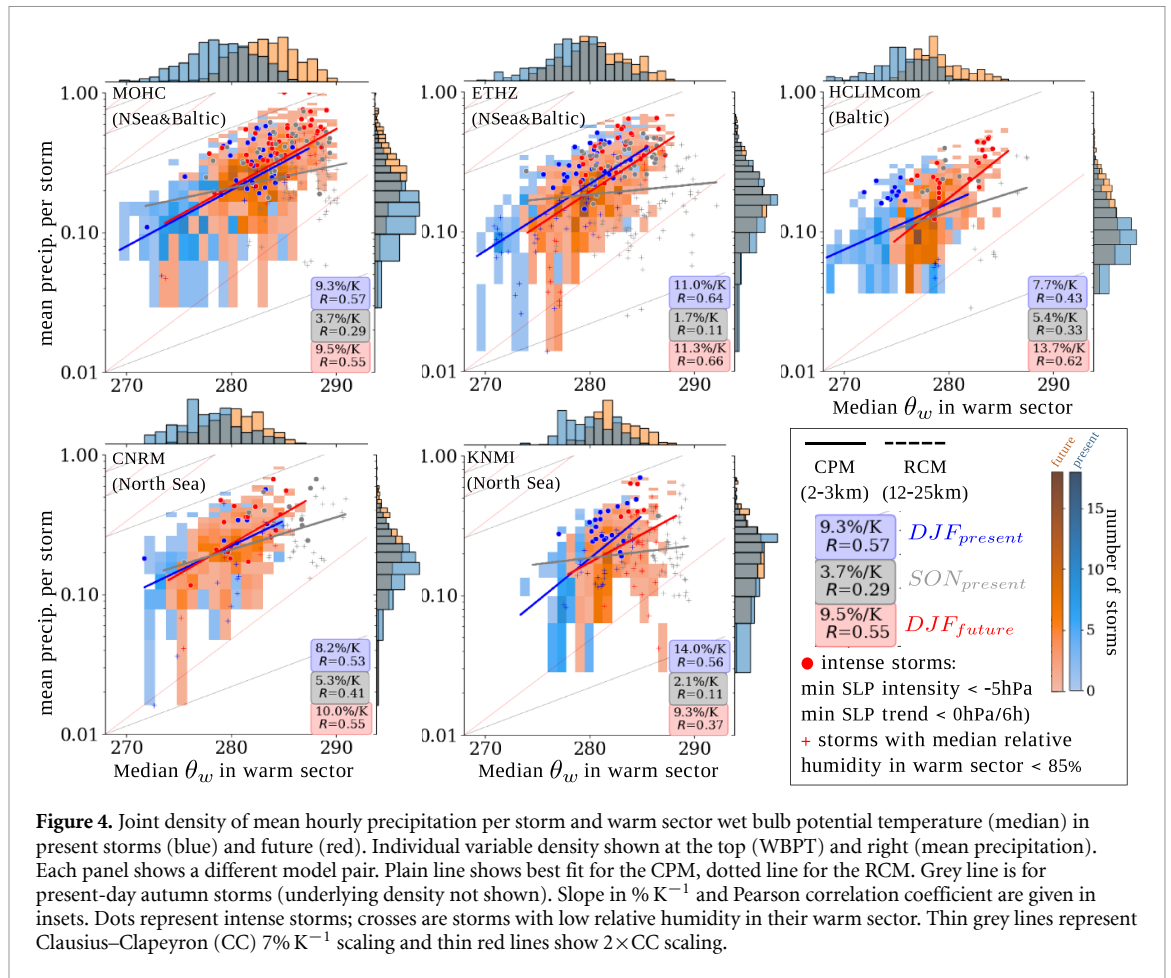 1.00
MOHC
(NSea&Baltic)
0.10
0.01
270
280
290
mean precip. per storm
9.3%/K
R=0.57
3.7%/K
R=0.29
9.5%/K
R=0.55
1.00
ETHZ
(NSea&Baltic)
0.10
0.01
270
280
290
11.0%/K
R=0.64
1.7%/K
R=0.11
11.3%/K
R=0.66
1.00
HCLIMcom
(Baltic)
0.10
0.01
270
280
290
Median θw in warm sector
7.7%/K
R=0.43
5.4%/K
R=0.33
13.7%/K
R=0.62
1.00
CNRM
(North Sea)
0.10
0.01
270
280
290
mean precip. per storm
Median θw in warm sector
8.2%/K
R=0.53
5.3%/K
R=0.41
10.0%/K
R=0.55
1.00
KNMI
(North Sea)
0.10
0.01
270
280
290
Median θw in warm sector
14.0%/K
R=0.56
2.1%/K
R=0.11
9.3%/K
R=0.37
CPM
(2-3km)
RCM
(12-25km)
9.3%/K
R=0.57
DJFpresent
3.7%/K
R=0.29
SONpresent
9.5%/K
R=0.55
DJFfuture
intense storms:
min SLP intensity < -5hPa
min SLP trend < 0hPa/6h)
+ storms with median relative
humidity in warm sector < 85%
future
present
15
10
5
0
number of storms
Figure 4. Joint density of mean hourly precipitation per storm and warm sector wet bulb potential temperature (median) in
present storms (blue) and future (red). Individual variable density shown at the top (WBPT) and right (mean precipitation).
Each panel shows a different model pair. Plain line shows best fit for the CPM, dotted line for the RCM. Grey line is for
present-day autumn storms (underlying density not shown). Slope in % K−1 and Pearson correlation coefficient are given in
insets. Dots represent intense storms; crosses are storms with low relative humidity in their warm sector. Thin grey lines represent
Clausius–Clapeyron (CC) 7% K−1 scaling and thin red lines show 2×CC scaling.